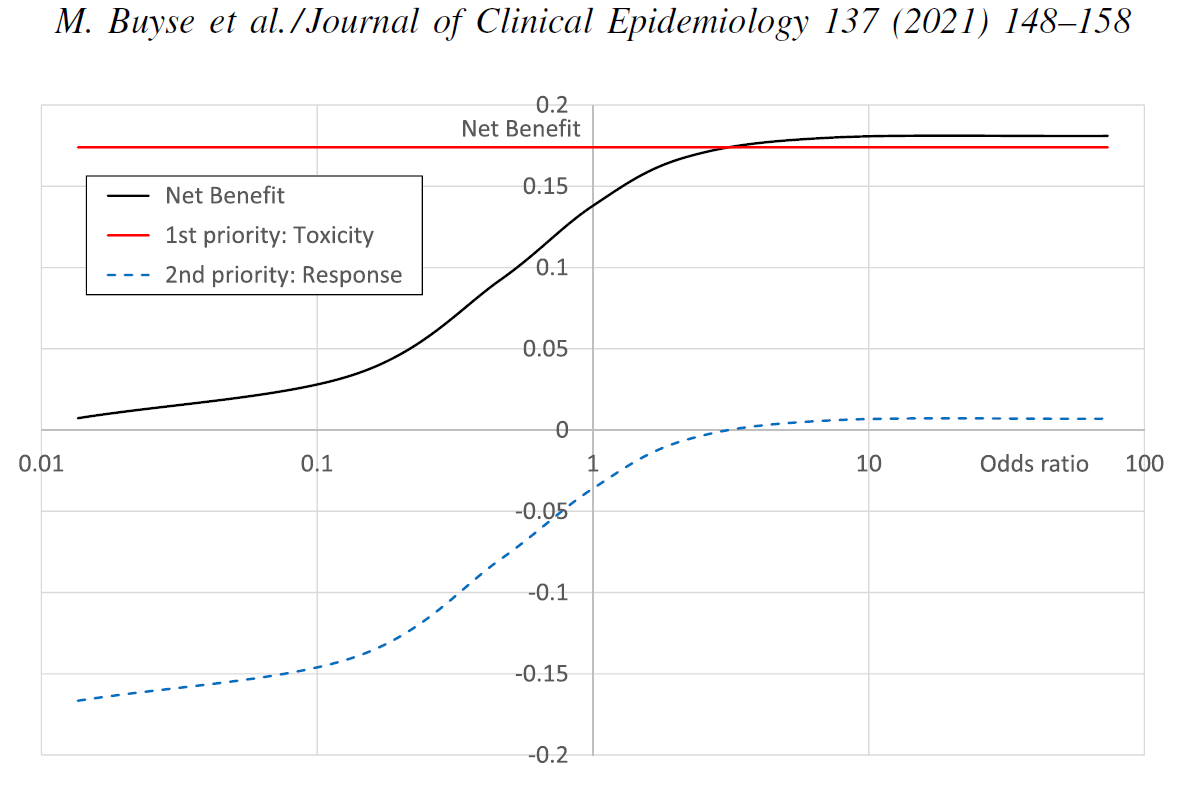 M. Buyse et al./Journal of Clinical Epidemiology 137 (2021) 148–158
0.2
Net Benefit
0.15
Net Benefit
1st priority: Toxicity
0.1
2nd priority: Response
0.05
0
0.01 0.1 1 10 Odds ratio 100
-0.05
-0.1
-0.15
-0.2